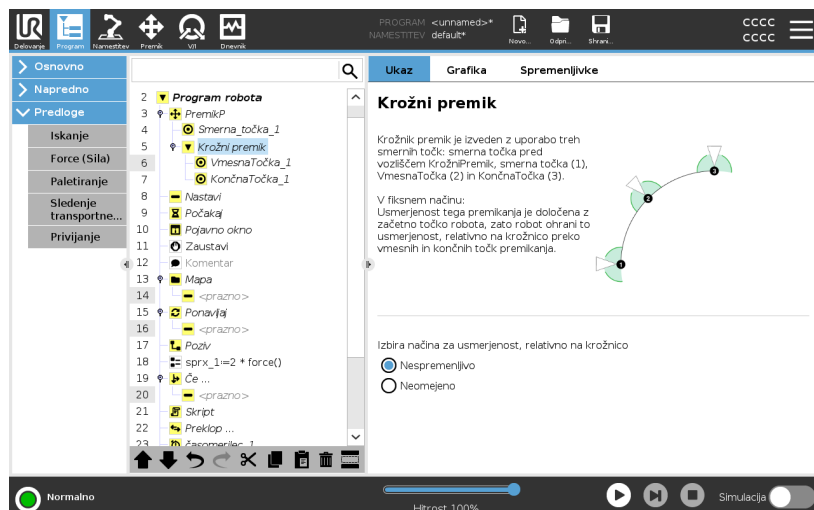 PROGRAM <unnamed>*
NAMESTITEV default*
Delovanje Program Namestitev Premik V/I Dnevnik Novo... Odpri... Shrani...
CCCC
CCCC
Osnovno
Napredno
Predloge
Iskanje
Force (Sila)
Paletiranje
Sledenje
transportne...
Privijanje
2 Program robota
3 PremikP
4 Smerna_točka_1
5 Krožni premik
6 VmesnaTočka_1
7 KončnaTočka_1
8 Nastavi
9 Počakaj
10 Pojavno okno
11 Zaustavi
12 Komentar
13 Mapa
14 <prazno>
15 Ponavljaj
16 <prazno>
17 Poziv
18 sprx_1:=2 * force()
19 Če ...
20 <prazno>
21 Skript
22 Preklop ...
23 časomerilec_1
Ukaz Grafika Spremenljivke
Krožni premik
Krožnik premik je izveden z uporabo treh
smernih točk: smerna točka pred
vozliščem KrožniPremik, smerna točka (1),
VmesnaTočka (2) in KončnaTočka (3).
V fiksnem načinu:
Usmerjenost tega premikanja je določena z
začetno točko robota, zato robot ohrani to
usmerjenost, relativno na krožnico preko
vmesnih in končnih točk premikanja.
3
2
1
Izbira načina za usmerjenost, relativno na krožnico
Nespremenljivo
Neomejeno
Normalno
Hitrost 100%
Simulacija